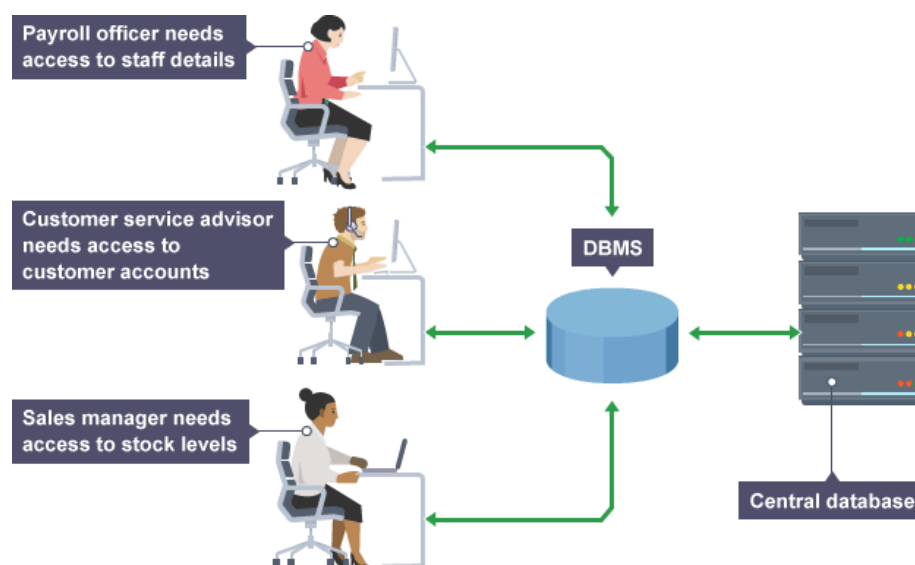 Payroll officer needs
access to staff details
Customer service advisor
needs access to
customer accounts
DBMS
Sales manager needs
access to stock levels
Central database